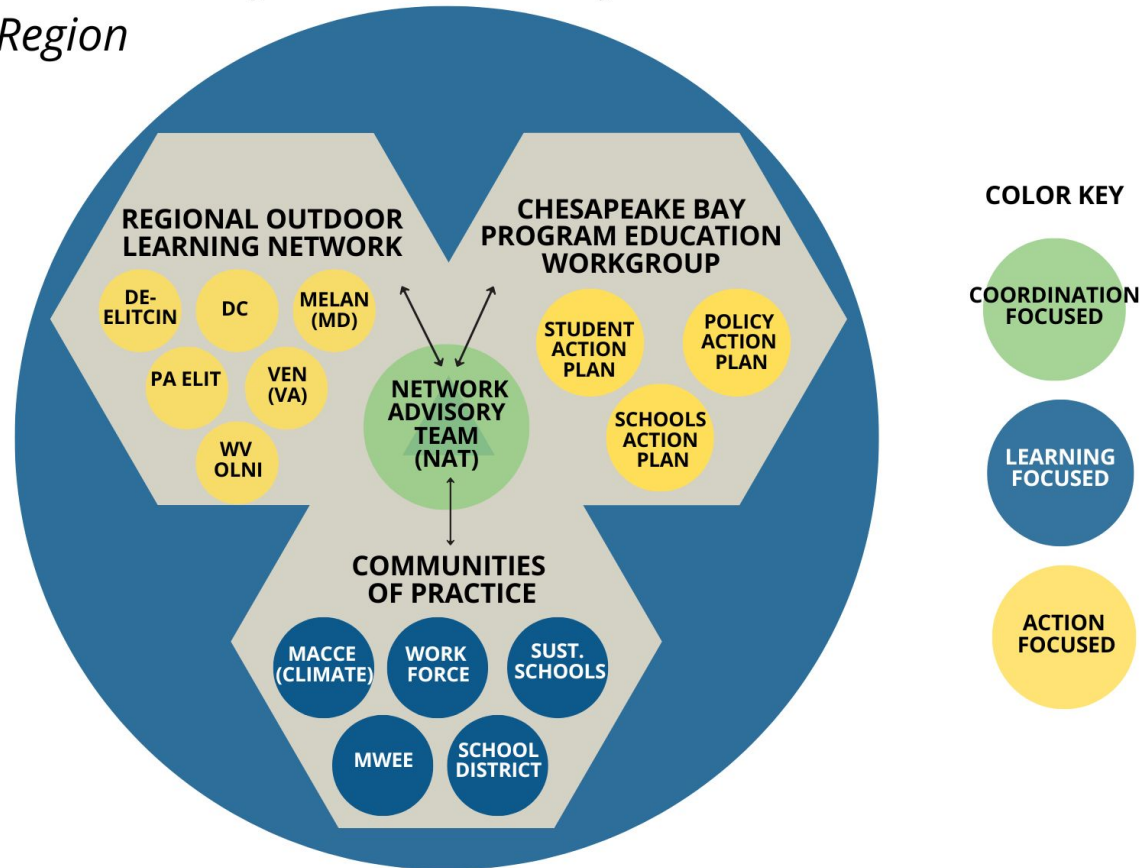 Region
REGIONAL OUTDOOR
LEARNING NETWORK
DE-
ELITCIN
DC
MELAN
(MD)
PA ELIT
VEN
(VA)
WV
OLNI
CHESAPEAKE BAY
PROGRAM EDUCATION
WORKGROUP
STUDENT
ACTION
PLAN
POLICY
ACTION
PLAN
SCHOOLS
ACTION
PLAN
NETWORK
ADVISORY
TEAM
(NAT)
COMMUNITIES
OF PRACTICE
MACCE
(CLIMATE)
WORK
FORCE
SUST.
SCHOOLS
MWEE
SCHOOL
DISTRICT
COLOR KEY
COORDINATION
FOCUSED
LEARNING
FOCUSED
ACTION
FOCUSED